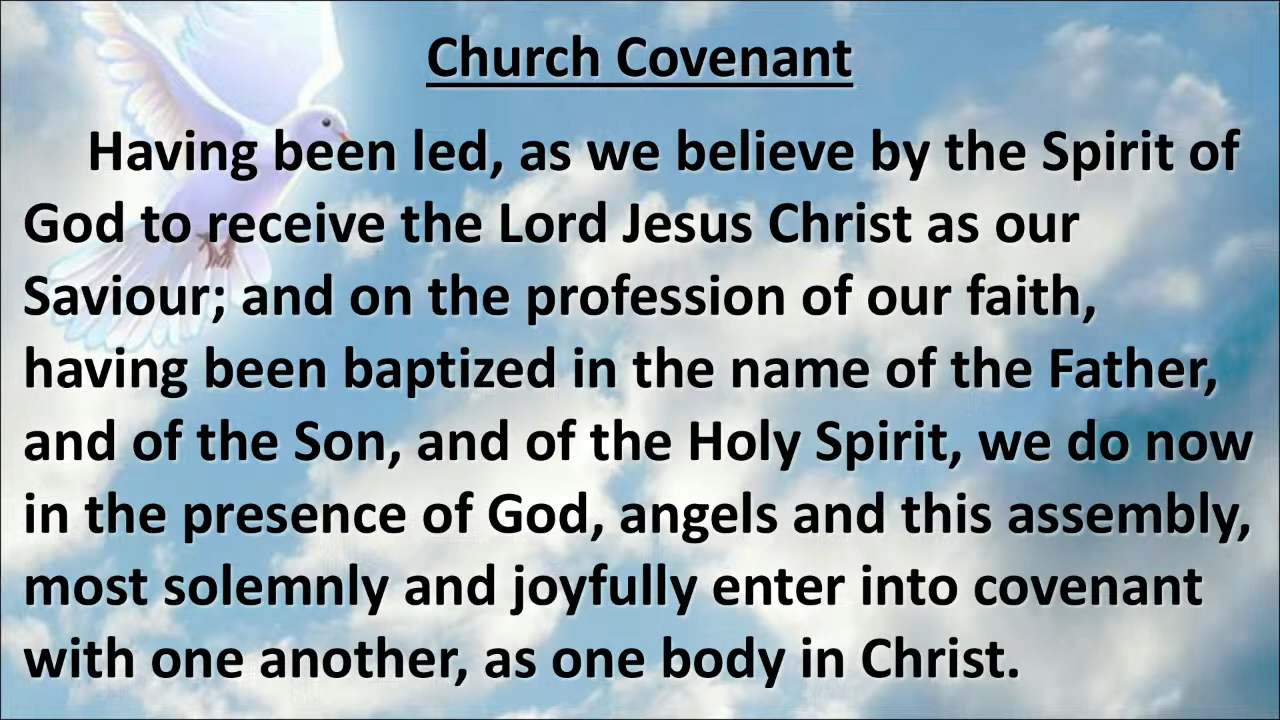 Church Covenant
Having been led, as we believe by the Spirit of
God to receive the Lord Jesus Christ as our
Saviour; and on the profession of our faith,
having been baptized in the name of the Father,
and of the Son, and of the Holy Spirit, we do now
in the presence of God, angels and this assembly,
most solemnly and joyfully enter into covenant
with one another, as one body in Christ.